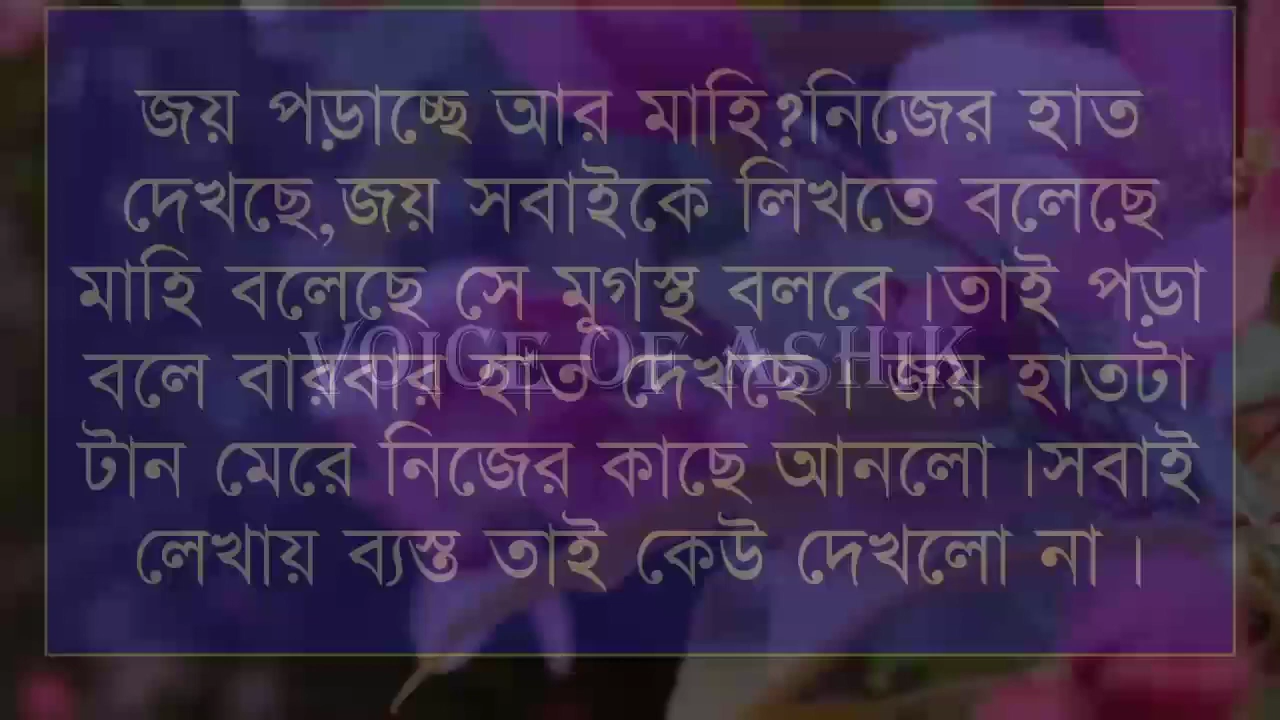 জয় পড়াচ্ছে আর মাহি?নিজের হাত
দেখছে,জয় সবাইকে লিখতে বলেছে
মাহি বলেছে সে মুগস্থ বলবে ।তাই পড়া
VOICE OF ASHIK
বলে বারবার হাত দেখছে । জয় হাতটা
টান মেরে নিজের কাছে আনলো ।সবাই
লেখায় ব্যস্ত তাই কেউ দেখলো না ।